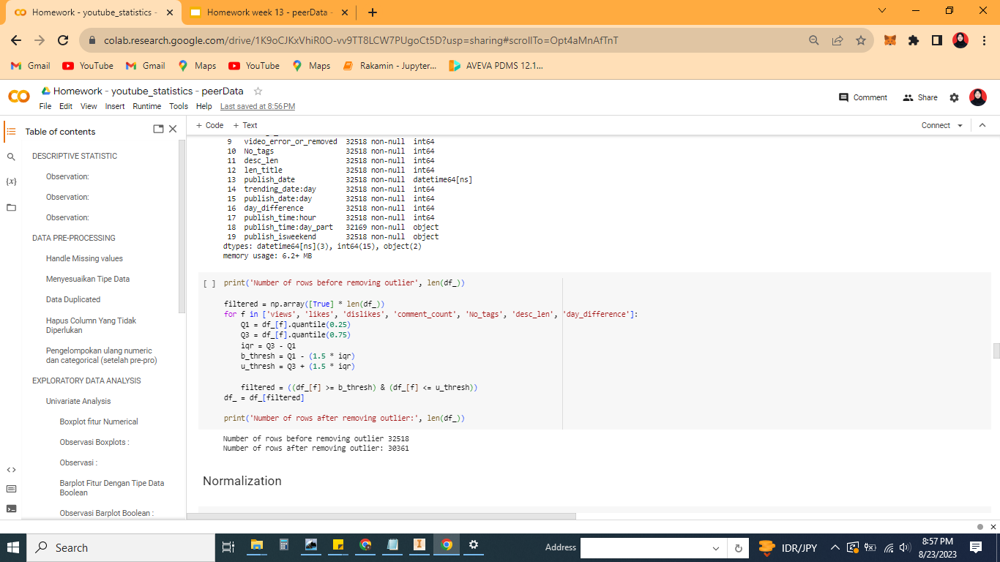 Homework - youtube_statistics -
Homework week 13 - peerData -
colab.research.google.com/drive/1K9oCJKxVhiR0O-vv9TT8LCW7PUgoCt5D?usp=sharing#scrollTo=Opt4aMnAfTnT
Gmail YouTube Gmail Maps YouTube Maps Rakamin - Jupyter... AVEVA PDMS 12.1...
Homework - youtube_statistics - peerData
File Edit View Insert Runtime Tools Help Last saved at 8:56PM
Comment Share
+ Code + Text
Connect
Table of contents
DESCRIPTIVE STATISTIC
Observation:
Observation:
Observation:
DATA PRE-PROCESSING
Handle Missing values
Menyesuaikan Tipe Data
Data Duplicated
Hapus Column Yang Tidak
Diperlukan
Pengelompokan ulang numeric
dan categorical (setelah pre-pro)
EXPLORATORY DATA ANALYSIS
Univariate Analysis
Boxplot fitur Numerical
Observasi Boxplots :
Observasi :
Barplot Fitur Dengan Tipe Data
Boolean
Observasi Barplot Boolean :
9 video_error_or_removed 32518 non-null int64
10 No_tags 32518 non-null int64
11 desc_len 32518 non-null int64
12 len_title 32518 non-null int64
13 publish_date 32518 non-null datetime64[ns]
14 trending_date:day 32518 non-null int64
15 publish_date:day 32518 non-null int64
16 day_difference 32518 non-null int64
17 publish_time:hour 32518 non-null int64
18 publish_time:day_part 32169 non-null object
19 publish_isweekend 32518 non-null object
dtypes: datetime64[ns](3), int64(15), object(2)
memory usage: 6.2+ MB
[ ] print('Number of rows before removing outlier', len(df_))
filtered = np.array([True] * len(df_))
for f in ['views', 'likes', 'dislikes', 'comment_count', 'No_tags', 'desc_len', 'day_difference']:
Q1 = df_[f].quantile(0.25)
Q3 = df_[f].quantile(0.75)
iqr = Q3 - Q1
b_thresh = Q1 - (1.5 * iqr)
u_thresh = Q3 + (1.5 * iqr)
filtered = ((df_[f] >= b_thresh) & (df_[f] <= u_thresh))
df_ = df_[filtered]
print('Number of rows after removing outlier:', len(df_))
Number of rows before removing outlier 32518
Number of rows after removing outlier: 30361
Normalization
Search
Address
IDR/JPY
8:57 PM
8/23/2023